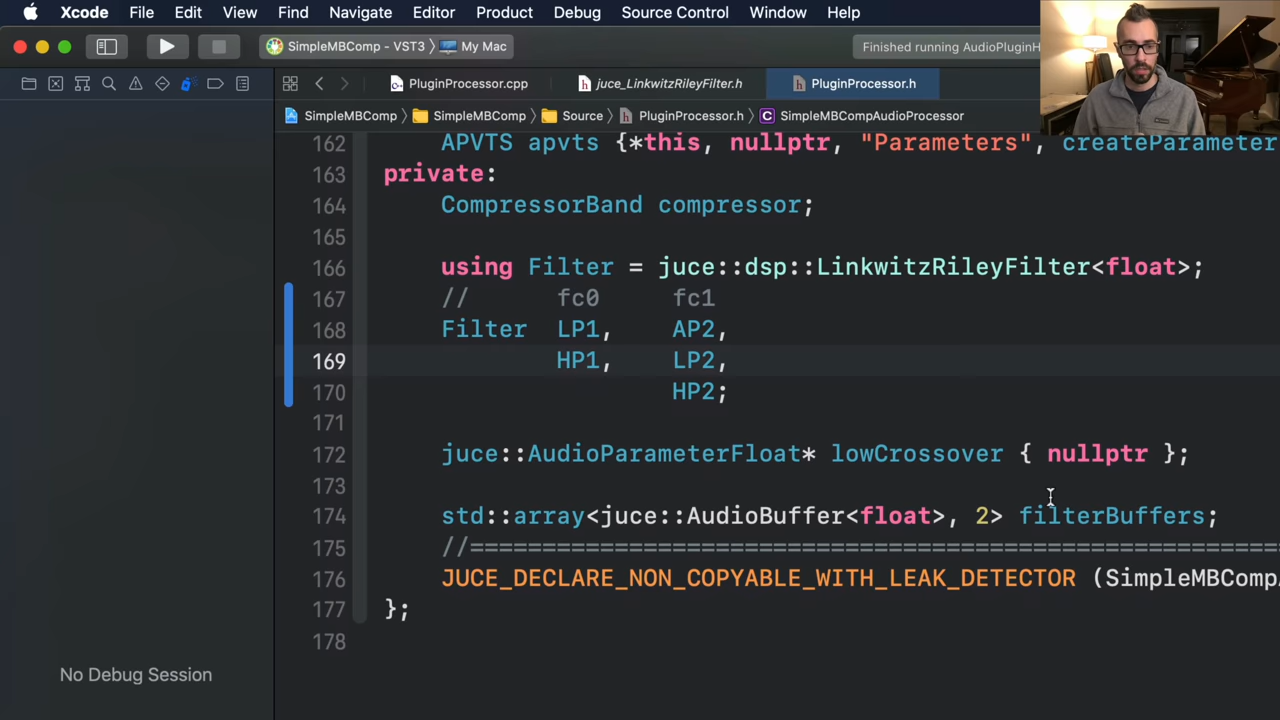 Xcode File Edit View Find Navigate Editor Product Debug Source Control Window Help
SimpleMBComp - VST3 〉 My Mac
Finished running AudioPluginH
PluginProcessor.cpp
juce_LinkwitzRileyFilter.h
PluginProcessor.h
SimpleMBComp 〉 SimpleMBComp 〉 Source 〉 PluginProcessor.h 〉 C SimpleMBCompAudioProcessor
162 APVTS apvts {*this, nullptr, "Parameters", createParameter
163 private:
164 CompressorBand compressor;
165
166 using Filter = juce::dsp::LinkwitzRileyFilter<float>;
167 // fc0 fc1
168 Filter LP1, AP2,
169 HP1, LP2,
170 HP2;
171
172 juce::AudioParameterFloat* lowCrossover { nullptr };
173
174 std::array<juce::AudioBuffer<float>, 2> filterBuffers;
175 //==========================================================
176 JUCE_DECLARE_NON_COPYABLE_WITH_LEAK_DETECTOR (SimpleMBCompA
177 };
178
No Debug Session